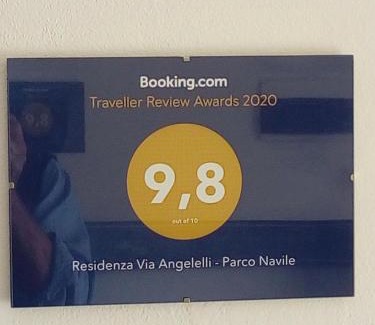 Booking.com
Traveller Review Awards 2020
9,8
out of 10
Residenza Via Angelelli - Parco Navile